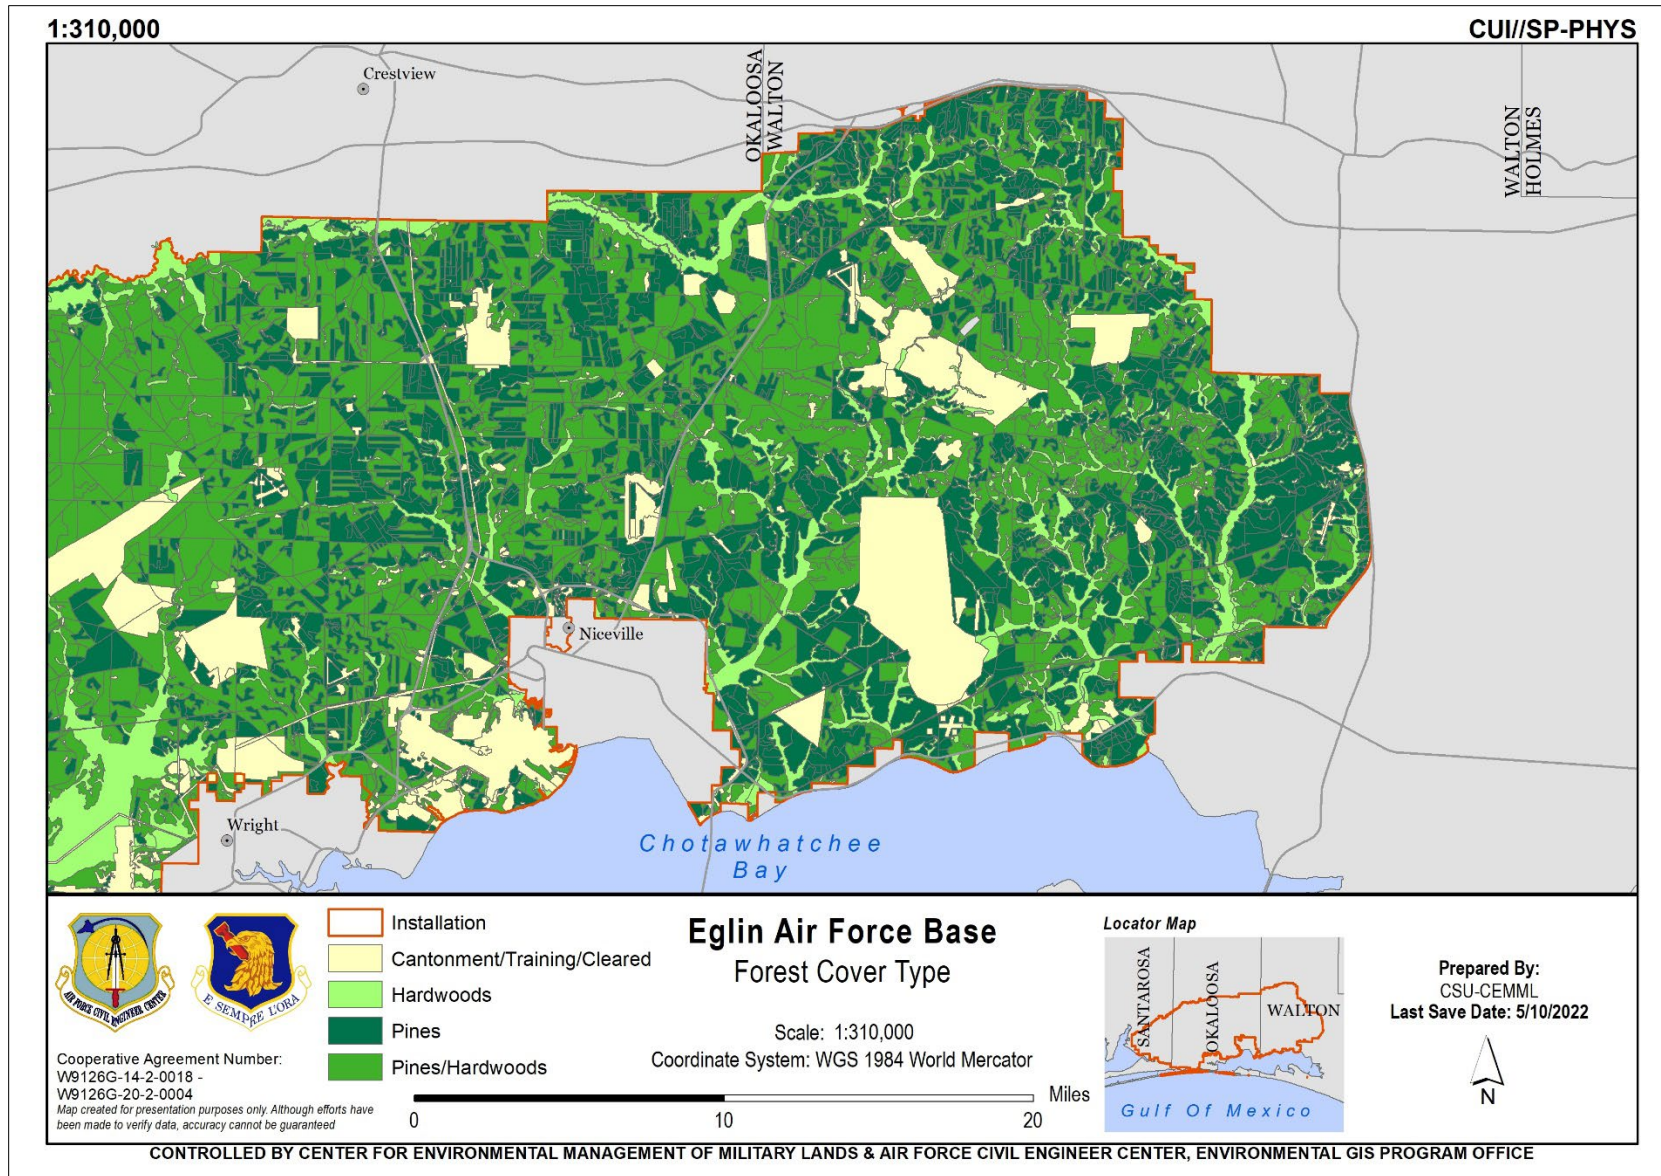 1:310,000
CUI//SP-PHYS
Crestview
OKALOOSA
WALTON
WALTON
HOLMES
Niceville
Wright
Chotawhatchee
Bay
AIR FORCE CIVIL ENGINEER CENTER
E SEMPRE L'ORA
Cooperative Agreement Number:
W9126G-14-2-0018 -
W9126G-20-2-0004
Map created for presentation purposes only. Although efforts have
been made to verify data, accuracy cannot be guaranteed
Installation
Cantonment/Training/Cleared
Hardwoods
Pines
Pines/Hardwoods
Eglin Air Force Base
Forest Cover Type
Scale: 1:310,000
Coordinate System: WGS 1984 World Mercator
Miles
0
10
20
Locator Map
SANTAROSA
OKALOOSA
WALTON
Gulf Of Mexico
Prepared By:
CSU-CEMML
Last Save Date: 5/10/2022
N
CONTROLLED BY CENTER FOR ENVIRONMENTAL MANAGEMENT OF MILITARY LANDS & AIR FORCE CIVIL ENGINEER CENTER, ENVIRONMENTAL GIS PROGRAM OFFICE